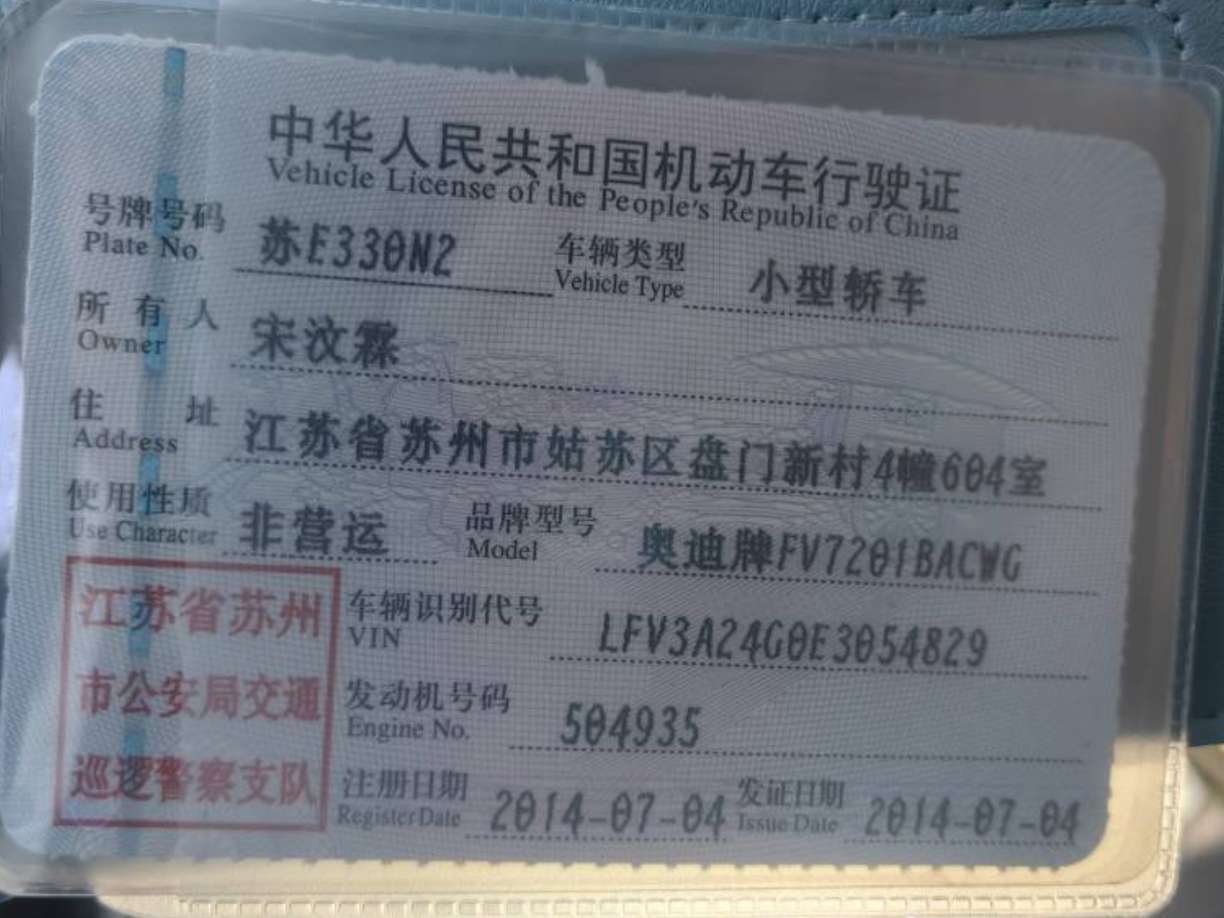 中华人民共和国机动车行驶证
Vehicle License of the People's Republic of China
号牌号码 苏E330N2 车辆类型 小型轿车
Plate No. Vehicle Type
所有人 宋汶霖
Owner
住址 江苏省苏州市姑苏区盘门新村4幢604室
Address
使用性质 非营运 品牌型号 奥迪牌FV7201BACWG
Use Character Model
江苏省苏州 车辆识别代号 LFV3A24G0E3054829
VIN
市公安局交通 发动机号码 504935
Engine No.
巡逻警察支队 注册日期 2014-07-04 发证日期 2014-07-04
Register Date Issue Date